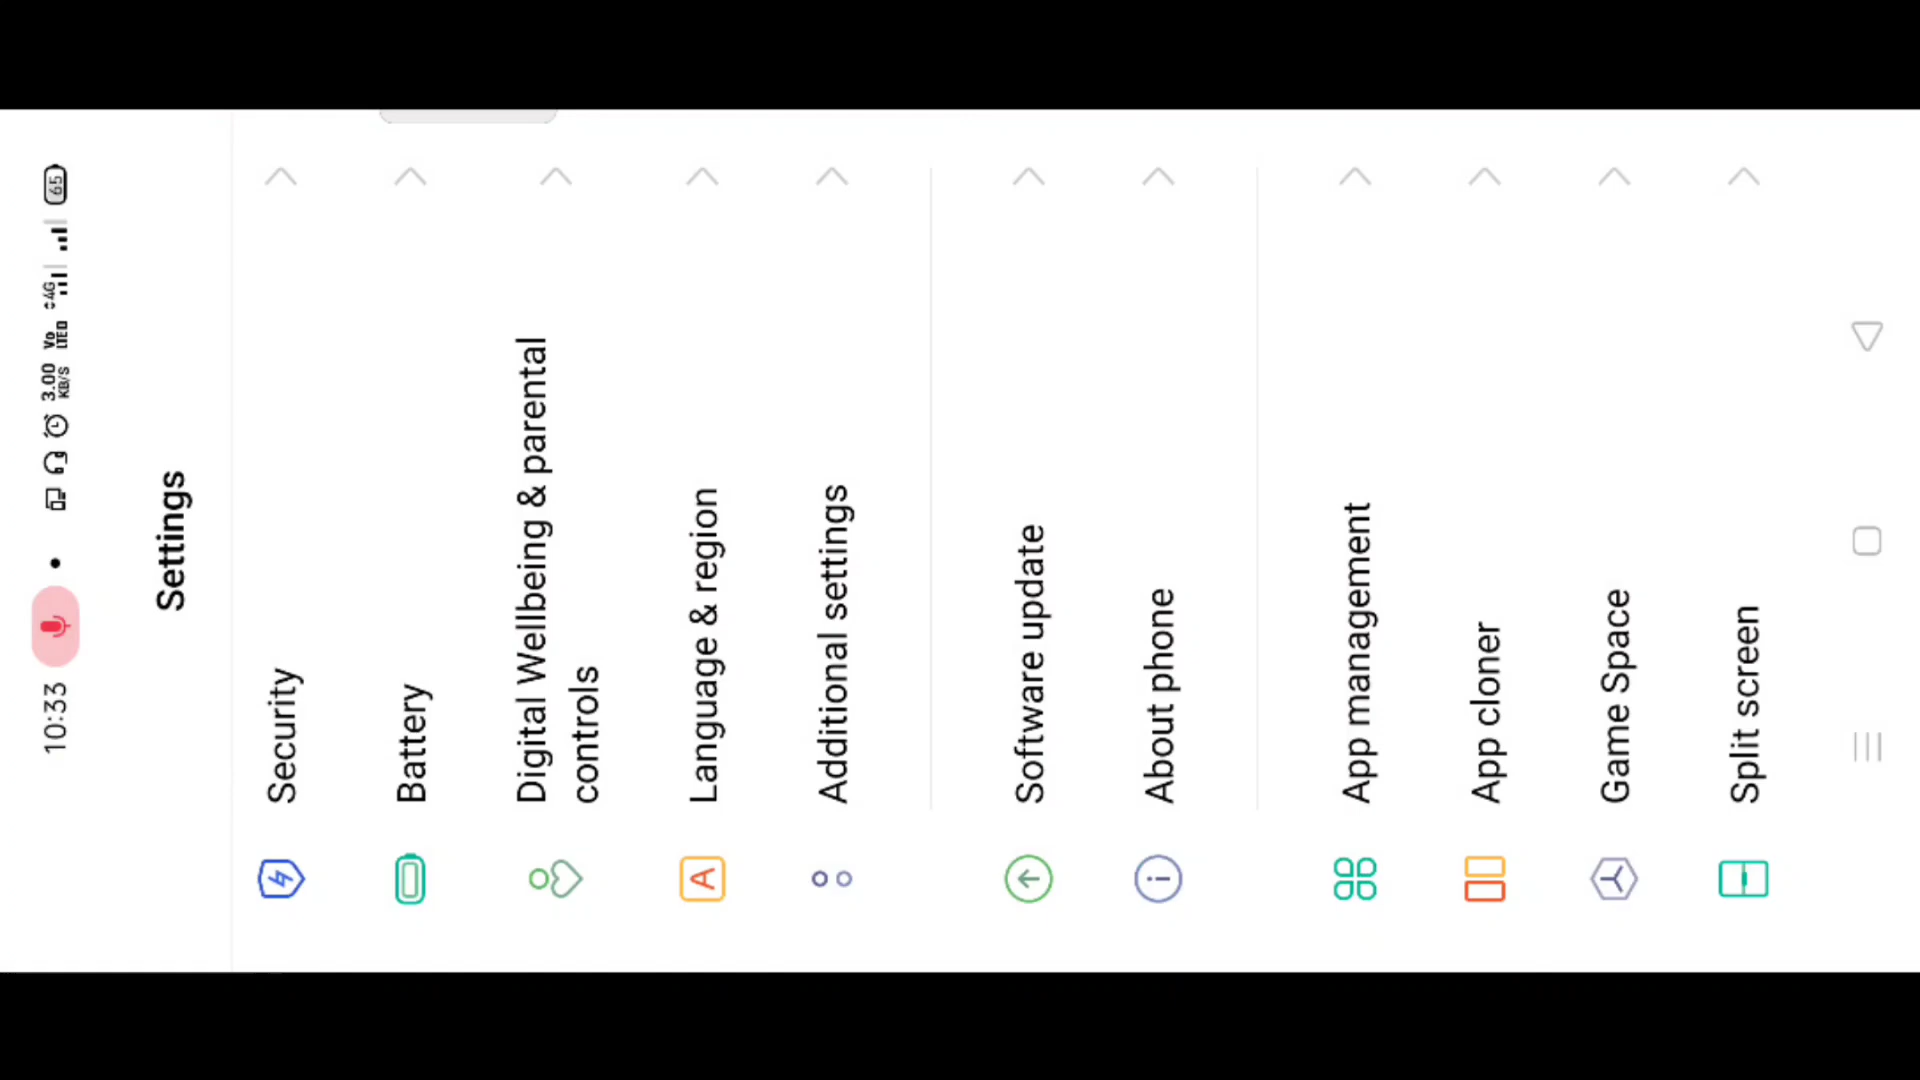 10:33
3.00
KB/S
Vo
LTE
4G
65
Settings
Security
Battery
Digital Wellbeing & parental
controls
A
Language & region
Additional settings
Software update
About phone
App management
App cloner
Game Space
Split screen